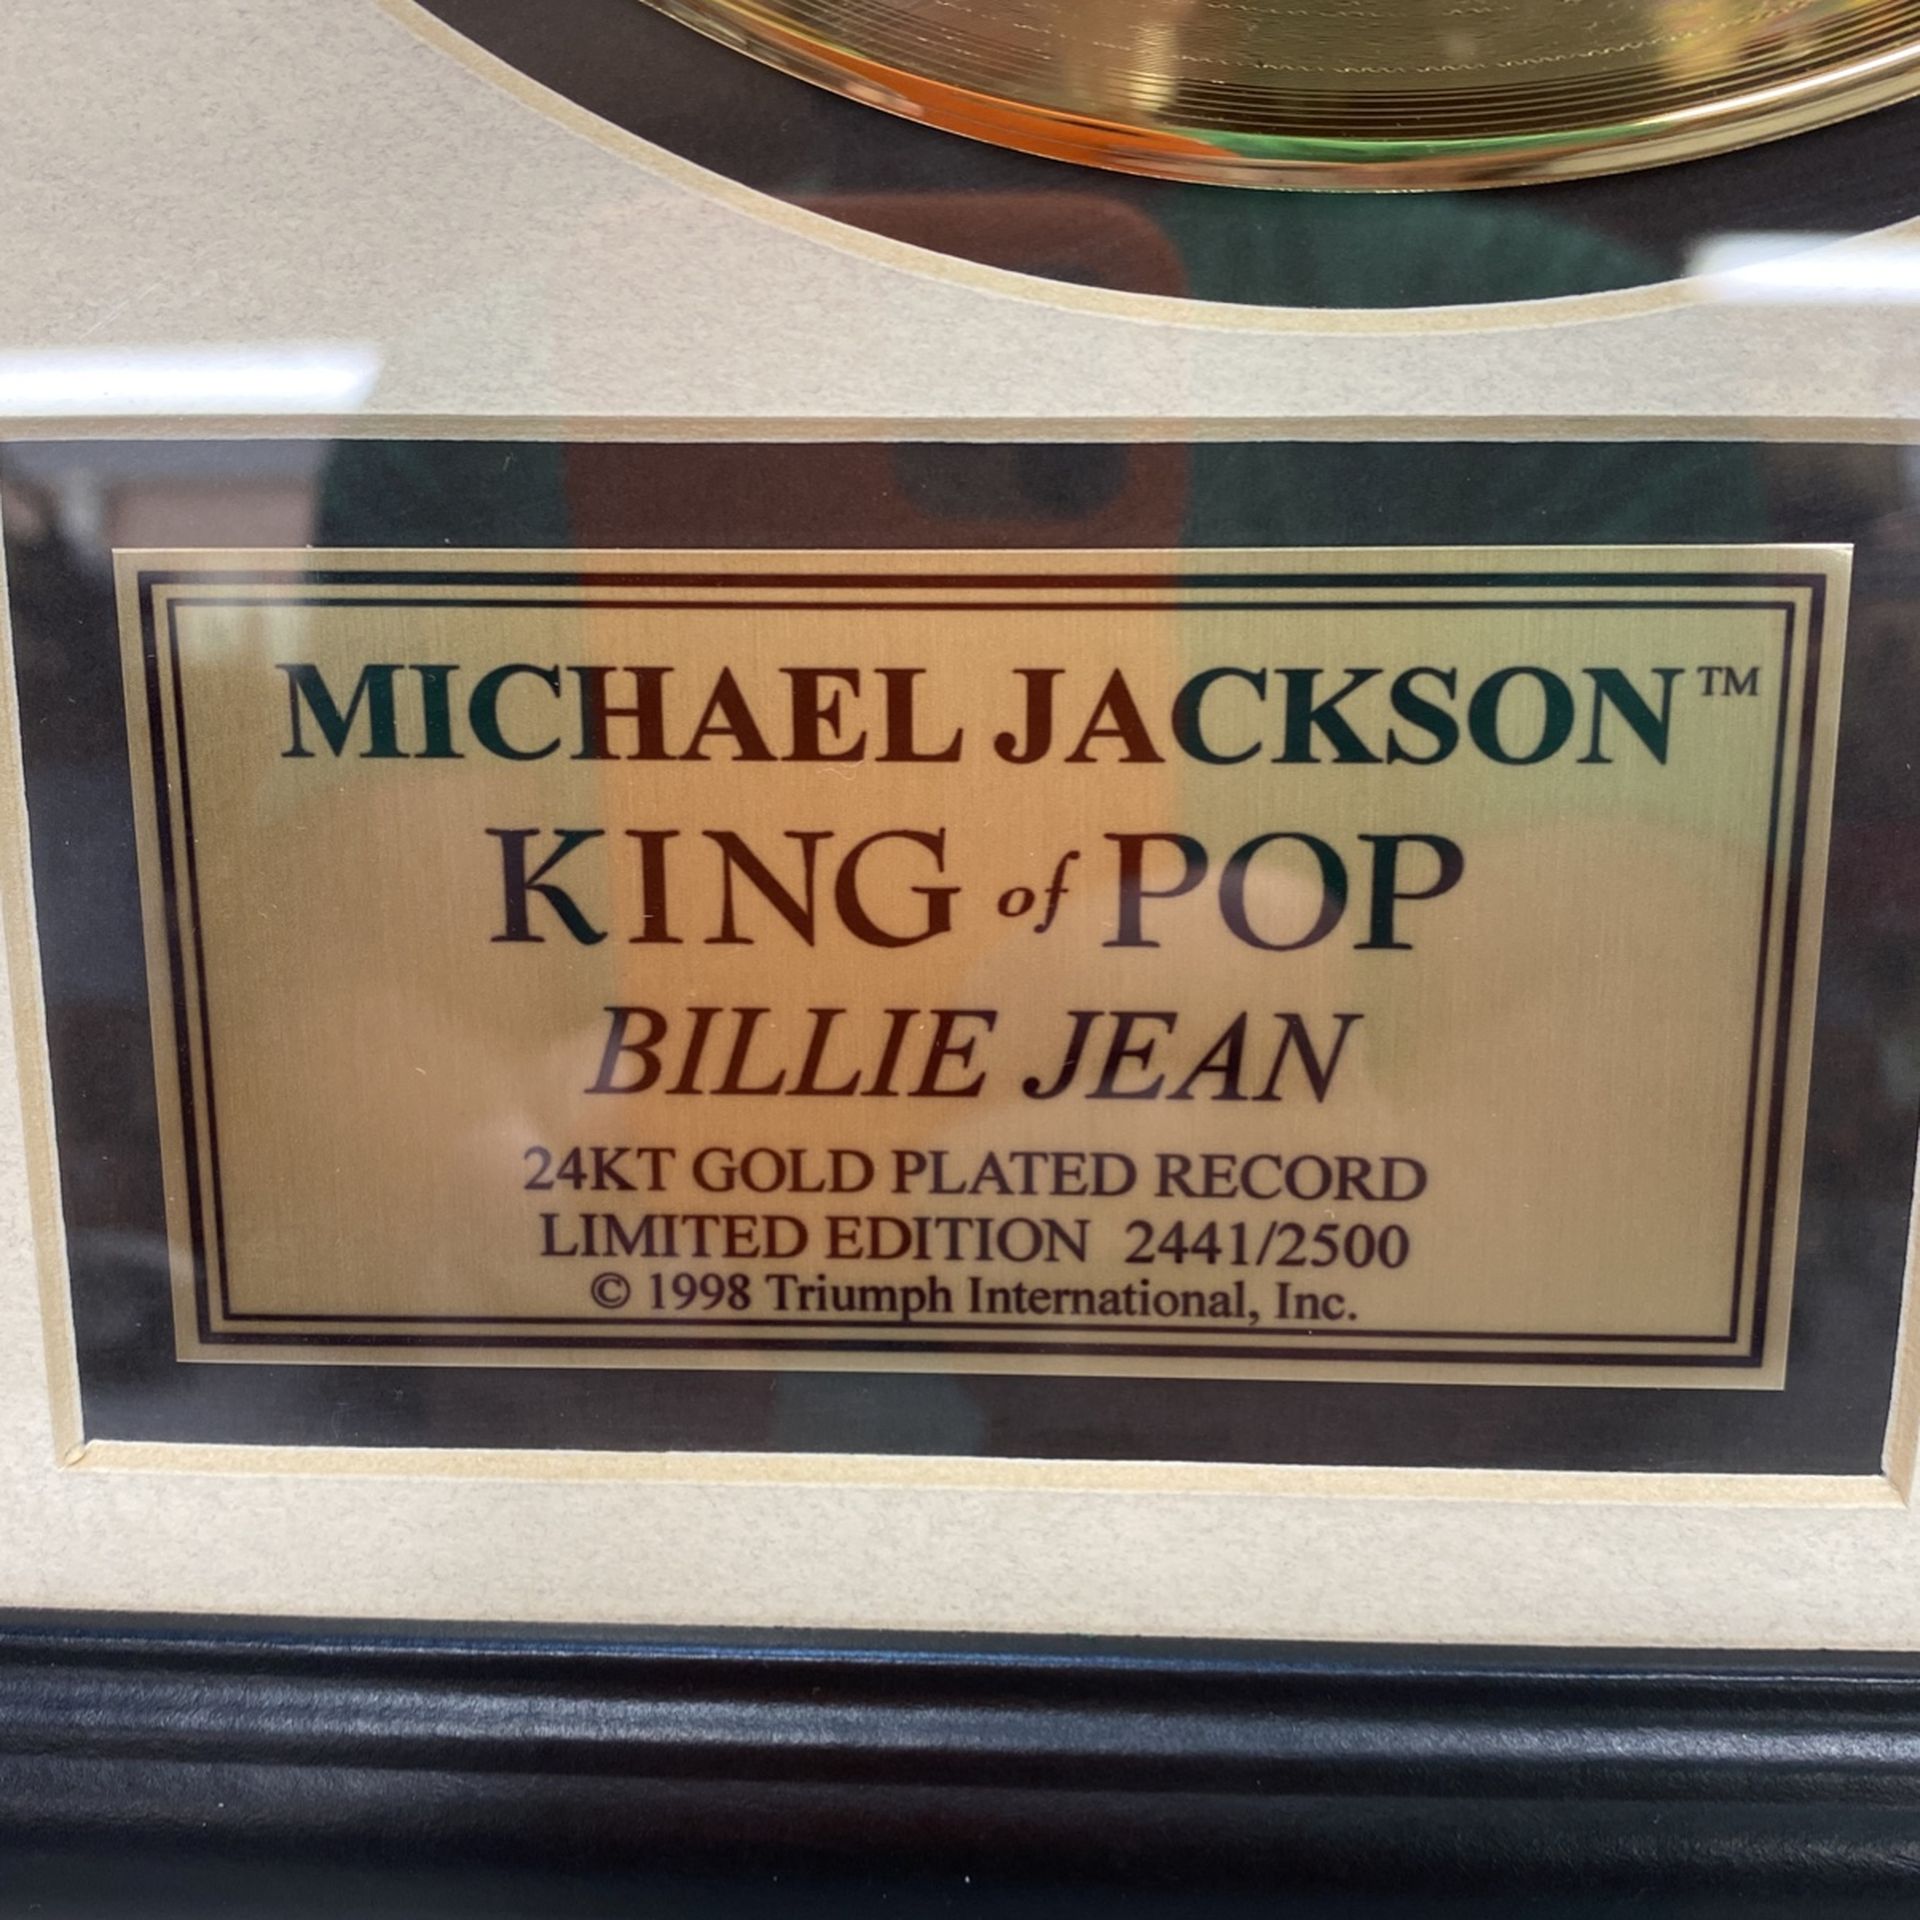 MICHAEL JACKSON™
KING of POP
BILLIE JEAN
24KT GOLD PLATED RECORD
LIMITED EDITION 2441/2500
© 1998 Triumph International, Inc.